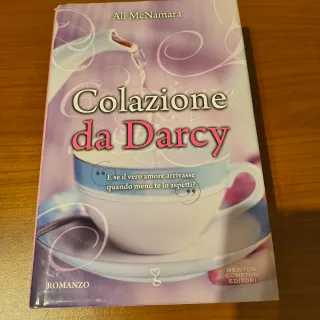 Ali McNamara
Colazione
da Darcy
“E se il vero amore arrivasse
quando meno te lo aspetti?”
ROMANZO
NEWTON
COMPTON
EDITORI